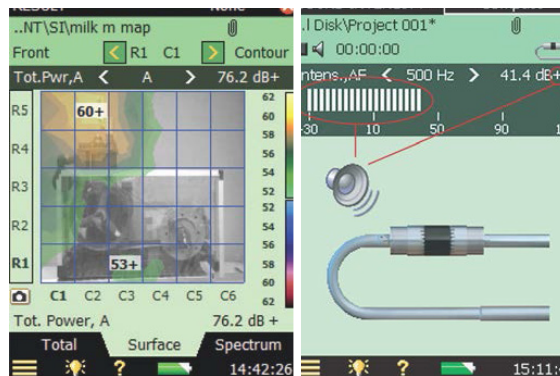 None
..NT\SI\milk m map
Front < R1 C1 > Contour
Tot.Pwr,A < A > 76.2 dB+
R5
R4
R3
R2
R1
60+
53+
62
60
58
56
54
52
52
54
56
58
60
62
C1 C2 C3 C4 C5 C6
Tot. Power, A 76.2 dB +
Total Surface Spectrum
? 14:42:26
.l Disk\Project 001*
00:00:00
ntens.,AF < 500 Hz > 41.4 dB+
-30 10 50 90
? 15:11: